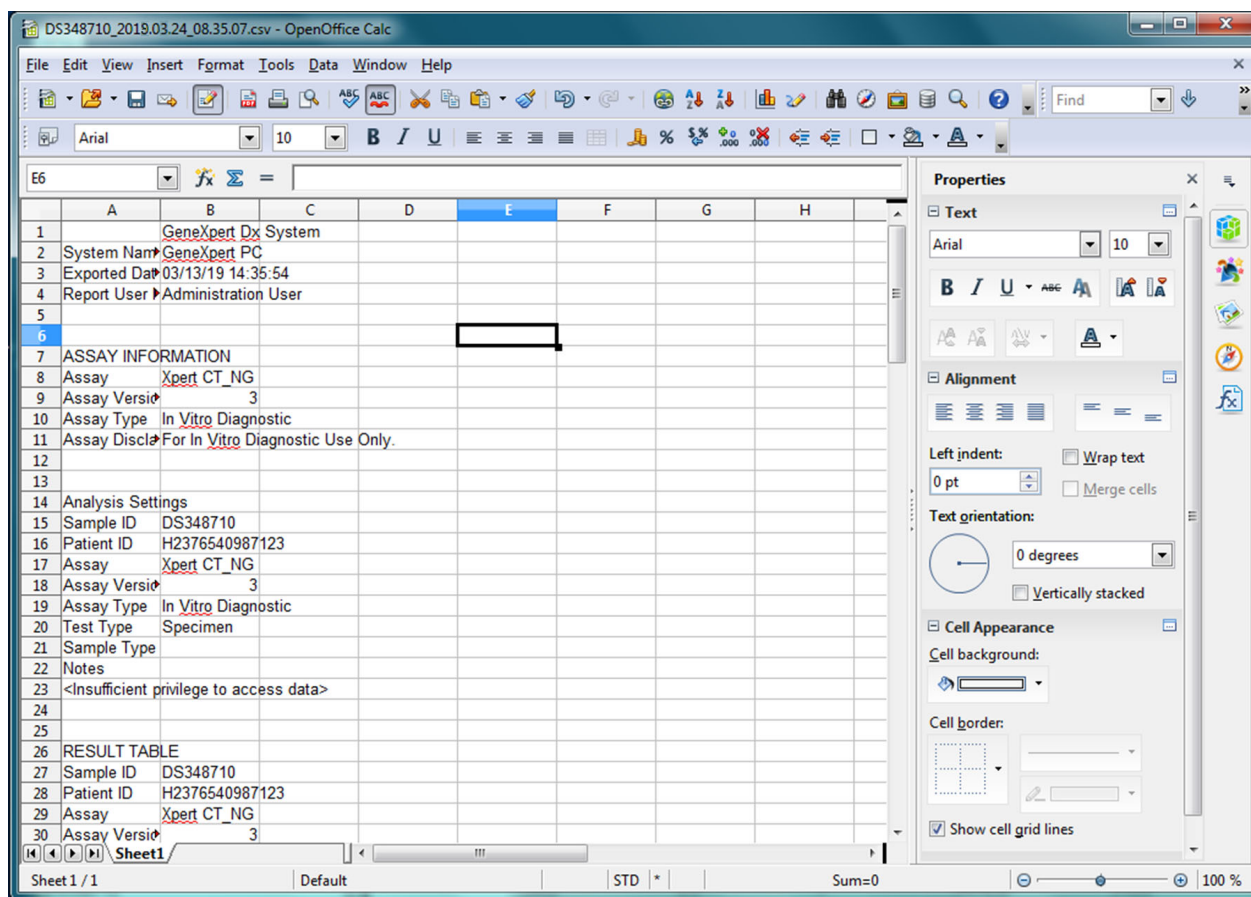 DS348710_2019.03.24_08.35.07.csv - OpenOffice Calc
File Edit View Insert Format Tools Data Window Help
Find
Arial 10 B I U
E6
A B C D E F G H
1 GeneXpert Dx System
2 System Nam GeneXpert PC
3 Exported Dat 03/13/19 14:35:54
4 Report User Administration User
5
6
7 ASSAY INFORMATION
8 Assay Xpert CT_NG
9 Assay Versio 3
10 Assay Type In Vitro Diagnostic
11 Assay Discla For In Vitro Diagnostic Use Only.
12
13
14 Analysis Settings
15 Sample ID DS348710
16 Patient ID H2376540987123
17 Assay Xpert CT_NG
18 Assay Versio 3
19 Assay Type In Vitro Diagnostic
20 Test Type Specimen
21 Sample Type
22 Notes
23 <Insufficient privilege to access data>
24
25
26 RESULT TABLE
27 Sample ID DS348710
28 Patient ID H2376540987123
29 Assay Xpert CT_NG
30 Assay Versio 3
Sheet1
Sheet 1 / 1 Default STD * Sum=0 100 %
Properties
Text
Arial 10
B I U ABC
Alignment
Left indent:
Wrap text
0 pt
Merge cells
Text orientation:
0 degrees
Vertically stacked
Cell Appearance
Cell background:
Cell border:
Show cell grid lines